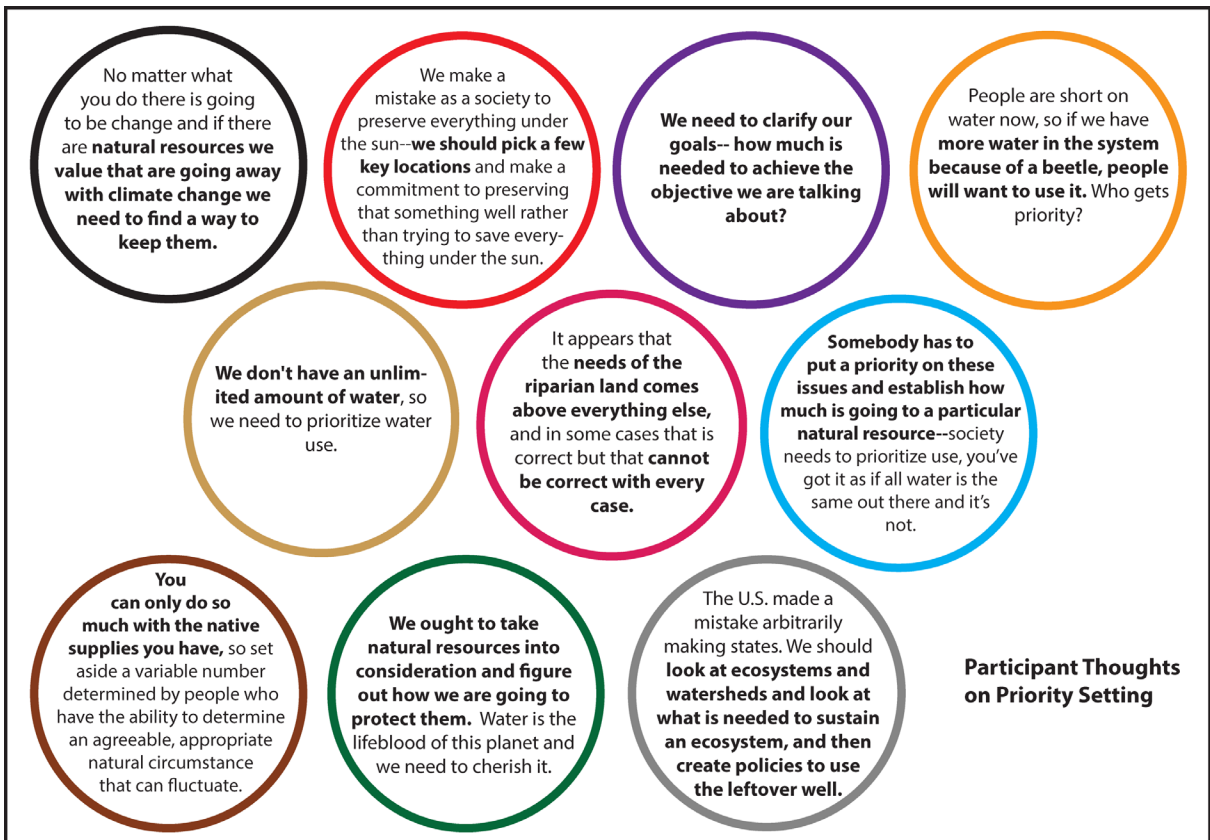 No matter what
you do there is going
to be change and if there
are natural resources we
value that are going away
with climate change we
need to find a way to
keep them.
We make a
mistake as a society to
preserve everything under
the sun--we should pick a few
key locations and make a
commitment to preserving
that something well rather
than trying to save every-
thing under the sun.
We need to clarify our
goals-- how much is
needed to achieve the
objective we are talking
about?
People are short on
water now, so if we have
more water in the system
because of a beetle, people
will want to use it. Who gets
priority?
We don't have an unlim-
ited amount of water, so
we need to prioritize water
use.
It appears that
the needs of the
riparian land comes
above everything else,
and in some cases that is
correct but that cannot
be correct with every
case.
Somebody has to
put a priority on these
issues and establish how
much is going to a particular
natural resource--society
needs to prioritize use, you’ve
got it as if all water is the
same out there and it’s
not.
You
can only do so
much with the native
supplies you have, so set
aside a variable number
determined by people who
have the ability to determine
an agreeable, appropriate
natural circumstance
that can fluctuate.
We ought to take
natural resources into
consideration and figure
out how we are going to
protect them. Water is the
lifeblood of this planet and
we need to cherish it.
The U.S. made a
mistake arbitrarily
making states. We should
look at ecosystems and
watersheds and look at
what is needed to sustain
an ecosystem, and then
create policies to use
the leftover well.
Participant Thoughts
on Priority Setting